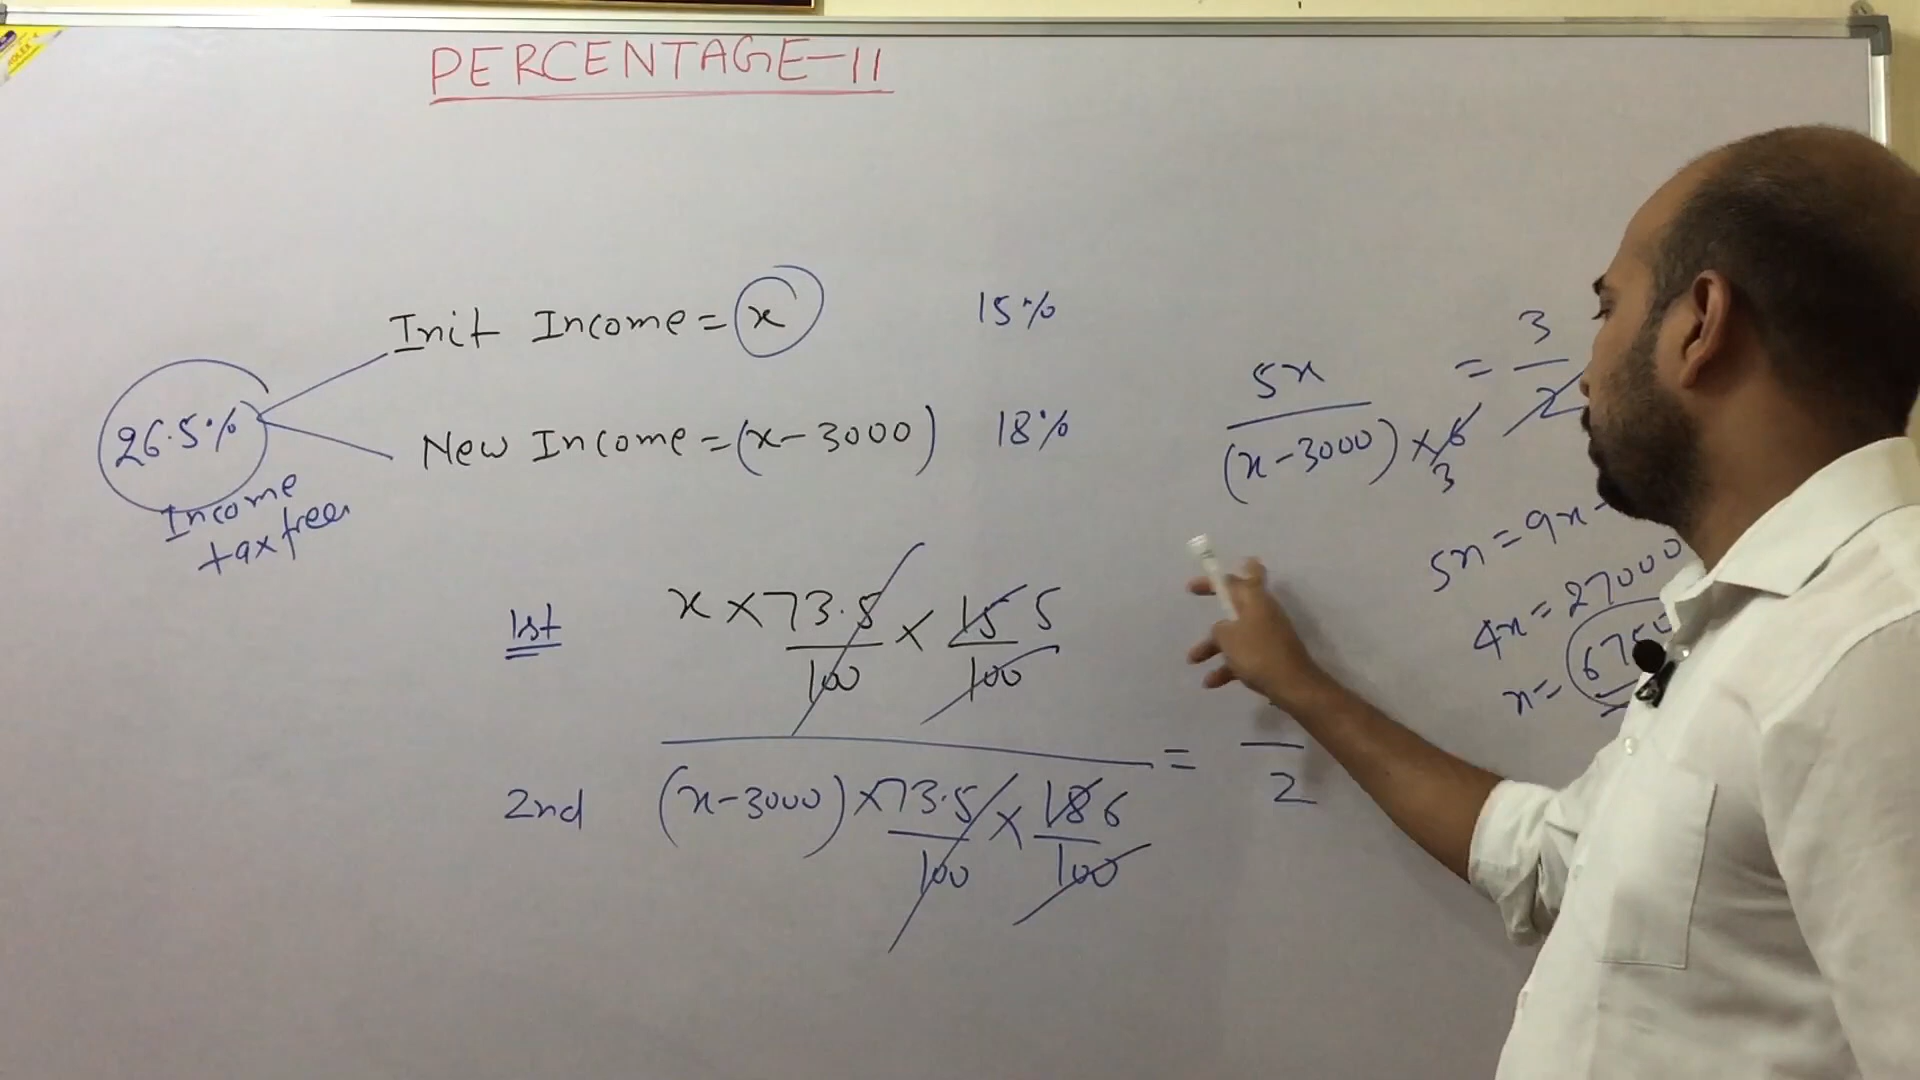 PERCENTAGE-II
Init Income = x 15%
New Income = (x-3000) 18%
26.5%
Income
tax free
1st x × 73.5/100 × 15/100 5
2nd (x-3000) × 73.5/100 × 18/100 6
= /2
5x/(x-3000) × 6 = 3/2
3
5x = 9x-
4x = 27000
x = 675